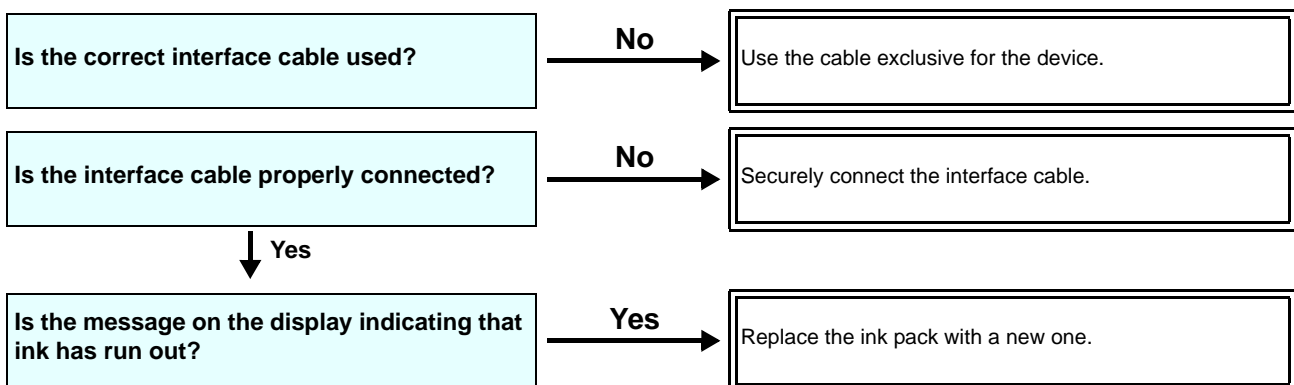 Is the correct interface cable used?
No
Use the cable exclusive for the device.
Is the interface cable properly connected?
No
Securely connect the interface cable.
Yes
Is the message on the display indicating that
ink has run out?
Yes
Replace the ink pack with a new one.